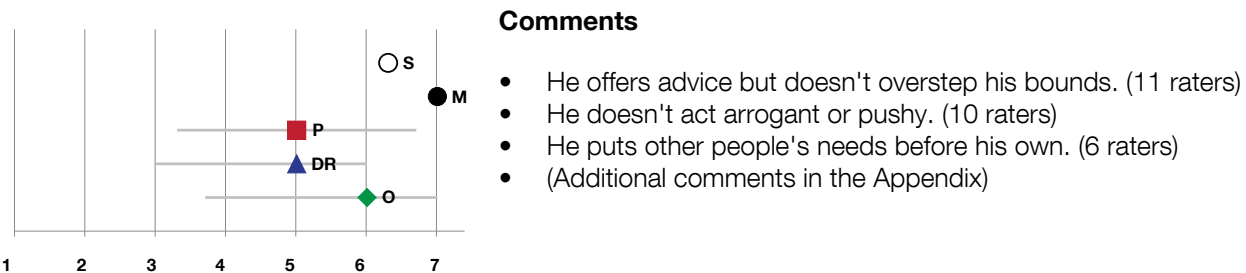 Comments
S
• He offers advice but doesn't overstep his bounds. (11 raters)
M
• He doesn't act arrogant or pushy. (10 raters)
P
• He puts other people's needs before his own. (6 raters)
DR
• (Additional comments in the Appendix)
O
1 2 3 4 5 6 7